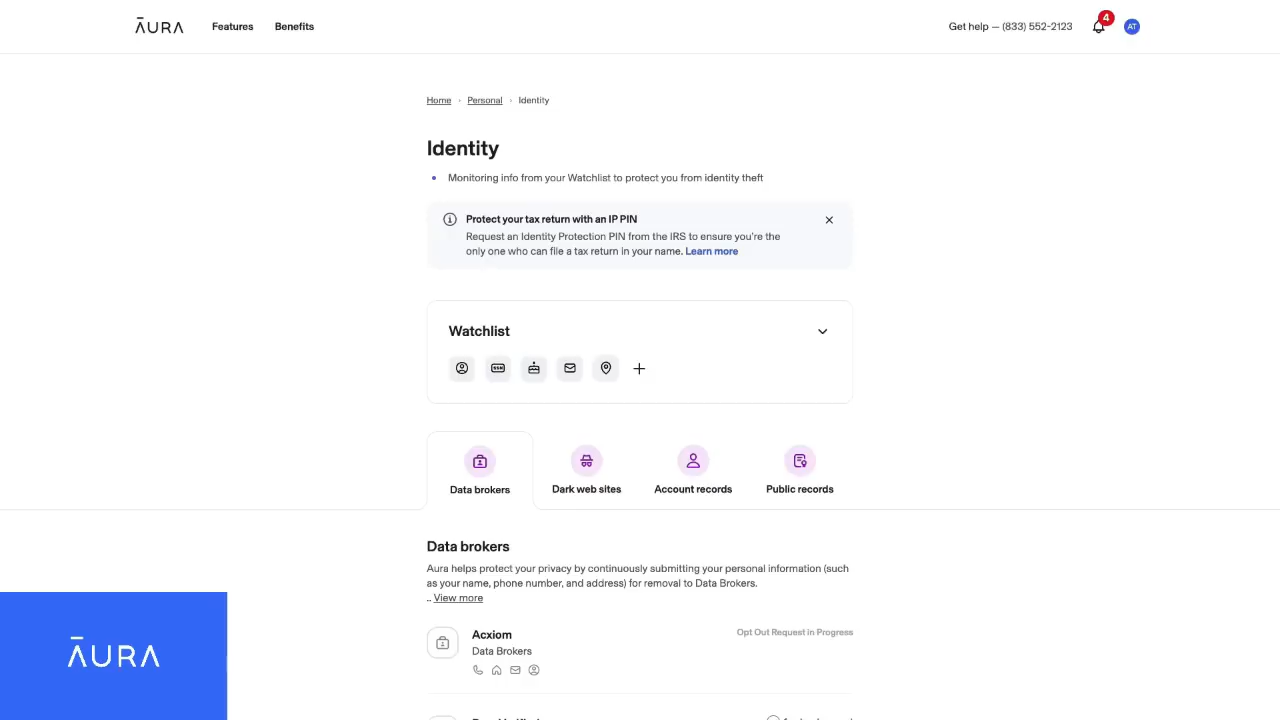 ĀURA
Features
Benefits
Get help — (833) 552-2123
4
AT
Home › Personal › Identity
Identity
• Monitoring info from your Watchlist to protect you from identity theft
Protect your tax return with an IP PIN
Request an Identity Protection PIN from the IRS to ensure you're the
only one who can file a tax return in your name. Learn more
Watchlist
SSN
Data brokers
Dark web sites
Account records
Public records
Data brokers
Aura helps protect your privacy by continuously submitting your personal information (such
as your name, phone number, and address) for removal to Data Brokers.
.. View more
Acxiom
Opt Out Request in Progress
Data Brokers
ĀURA